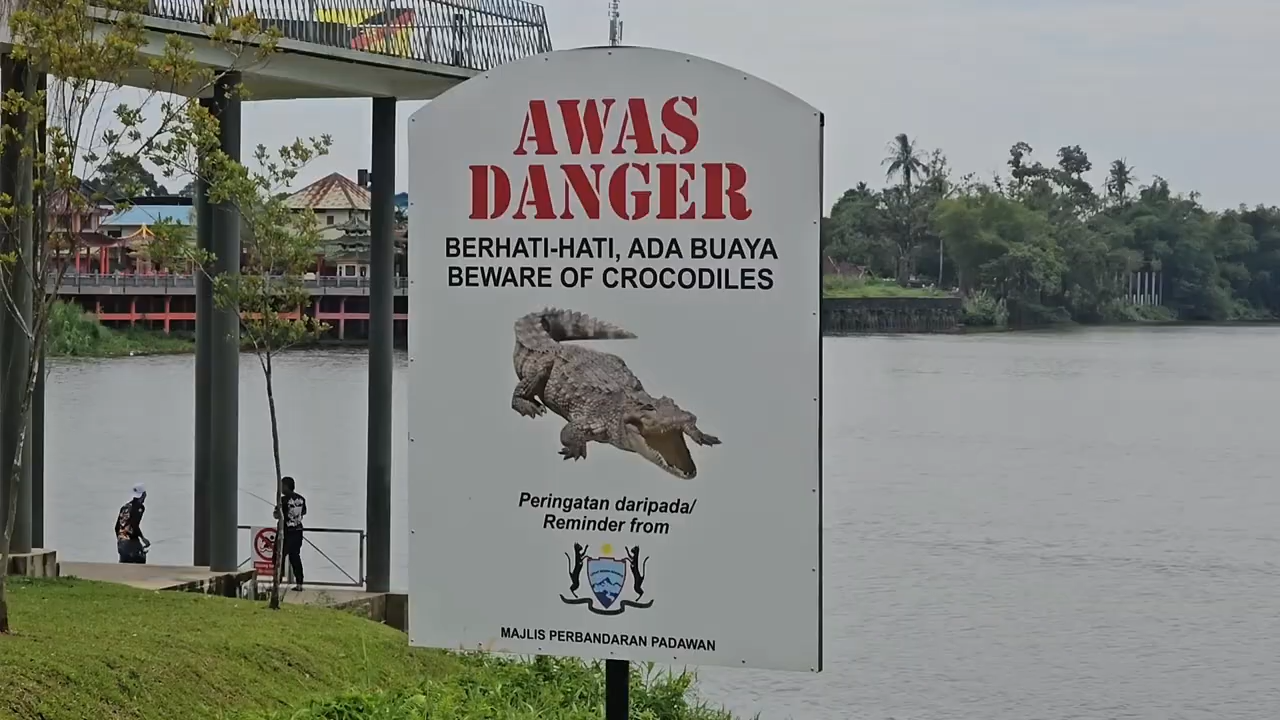 AWAS
DANGER
BERHATI-HATI, ADA BUAYA
BEWARE OF CROCODILES
Peringatan daripada/
Reminder from
MAJLIS PERBANDARAN PADAWAN